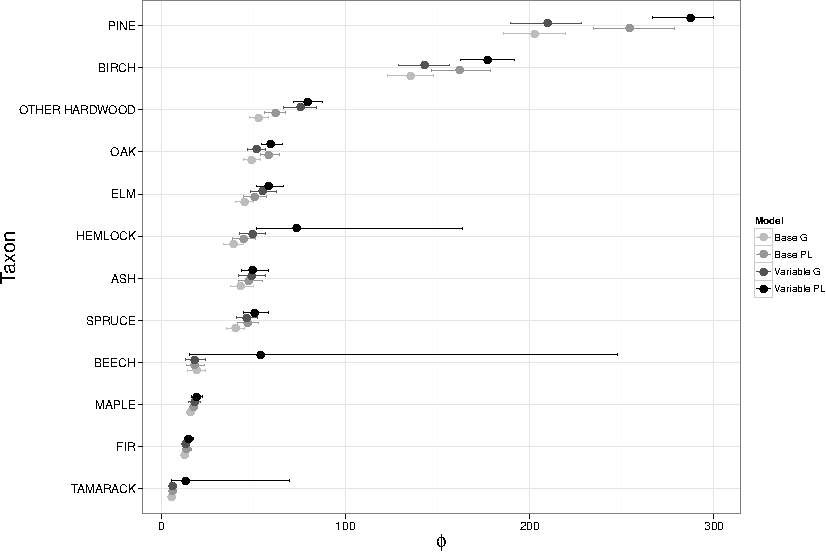 PINE
BIRCH
OTHER HARDWOOD
OAK
ELM
HEMLOCK
ASH
SPRUCE
BEECH
MAPLE
FIR
TAMARACK
Taxon
0 100 200 300
ϕ
Model
Base G
Base PL
Variable G
Variable PL